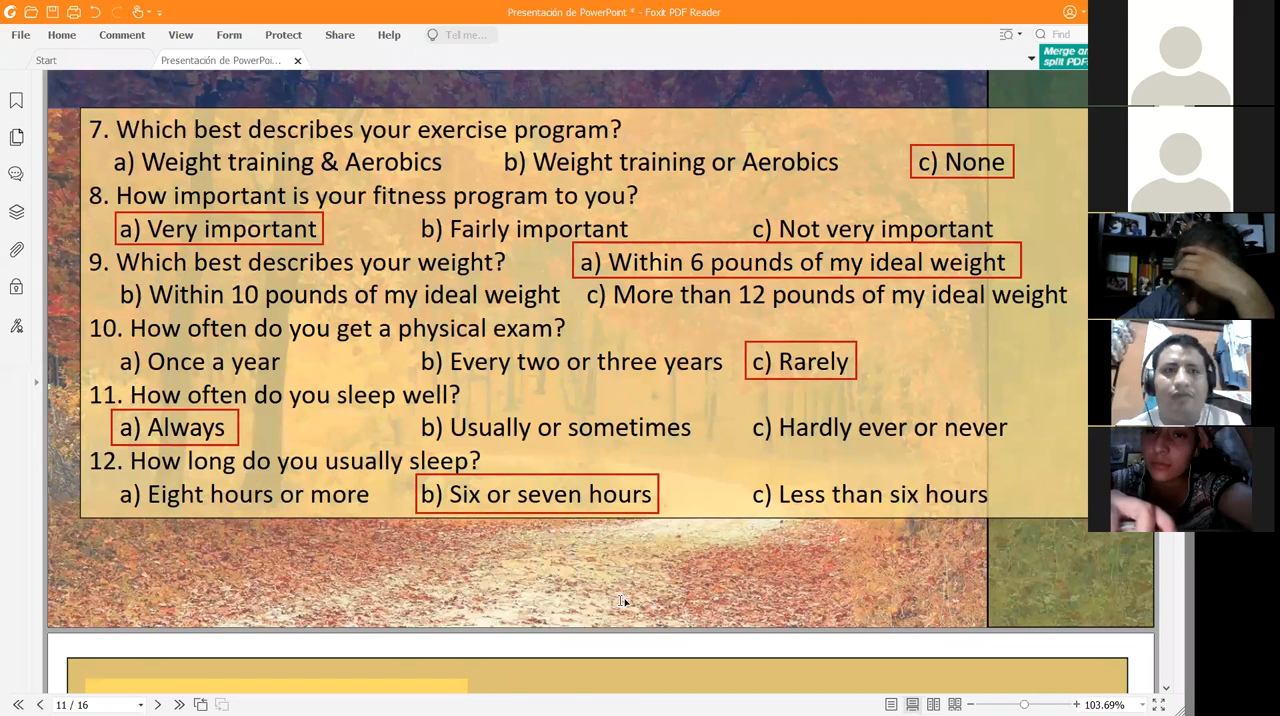 Presentación de PowerPoint * - Foxit PDF Reader
File Home Comment View Form Protect Share Help Tell me... Find
Start Presentación de PowerPoi... Merge an
split PDF
7. Which best describes your exercise program?
a) Weight training & Aerobics b) Weight training or Aerobics c) None
8. How important is your fitness program to you?
a) Very important b) Fairly important c) Not very important
9. Which best describes your weight? a) Within 6 pounds of my ideal weight
b) Within 10 pounds of my ideal weight c) More than 12 pounds of my ideal weight
10. How often do you get a physical exam?
a) Once a year b) Every two or three years c) Rarely
11. How often do you sleep well?
a) Always b) Usually or sometimes c) Hardly ever or never
12. How long do you usually sleep?
a) Eight hours or more b) Six or seven hours c) Less than six hours
11 / 16 103.69%